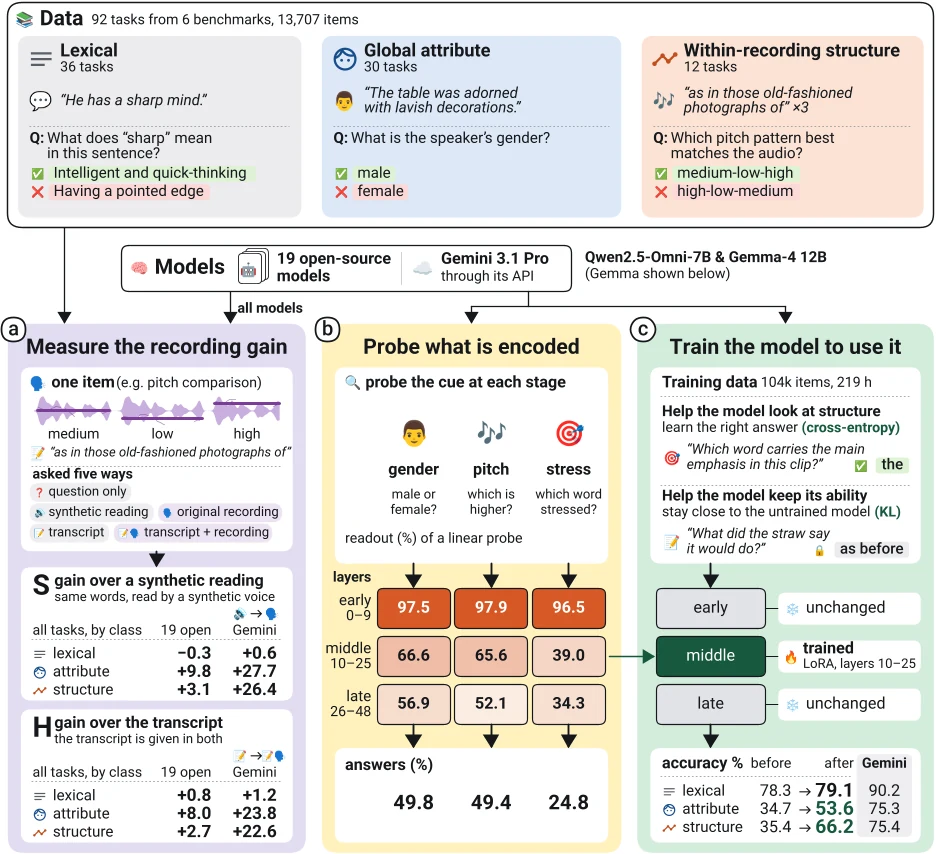 Data 92 tasks from 6 benchmarks, 13,707 items
Lexical
36 tasks
“He has a sharp mind.”
Q: What does “sharp” mean
in this sentence?
Intelligent and quick-thinking
Having a pointed edge
Global attribute
30 tasks
“The table was adorned
with lavish decorations.”
Q: What is the speaker’s gender?
male
female
Within-recording structure
12 tasks
“as in those old-fashioned
photographs of” ×3
Q: Which pitch pattern best
matches the audio?
medium-low-high
high-low-medium
Models
19 open-source
models
Gemini 3.1 Pro
through its API
Qwen2.5-Omni-7B & Gemma-4 12B
(Gemma shown below)
all models
a
Measure the recording gain
one item (e.g. pitch comparison)
medium low high
“as in those old-fashioned photographs of”
asked five ways
? question only
synthetic reading original recording
transcript transcript + recording
S gain over a synthetic reading
same words, read by a synthetic voice
all tasks, by class 19 open Gemini
lexical −0.3 +0.6
attribute +9.8 +27.7
structure +3.1 +26.4
H gain over the transcript
the transcript is given in both
all tasks, by class 19 open Gemini
lexical +0.8 +1.2
attribute +8.0 +23.8
structure +2.7 +22.6
b
Probe what is encoded
probe the cue at each stage
gender pitch stress
male or which is which word
female? higher? stressed?
readout (%) of a linear probe
layers
early
0–9
97.5 97.9 96.5
middle
10–25
66.6 65.6 39.0
late
26–48
56.9 52.1 34.3
answers (%)
49.8 49.4 24.8
c
Train the model to use it
Training data 104k items, 219 h
Help the model look at structure
learn the right answer (cross-entropy)
“Which word carries the main
emphasis in this clip?” the
Help the model keep its ability
stay close to the untrained model (KL)
“What did the straw say
it would do?” as before
early unchanged
middle trained
LoRA, layers 10–25
late unchanged
accuracy % before after Gemini
lexical 78.3 → 79.1 90.2
attribute 34.7 → 53.6 75.3
structure 35.4 → 66.2 75.4